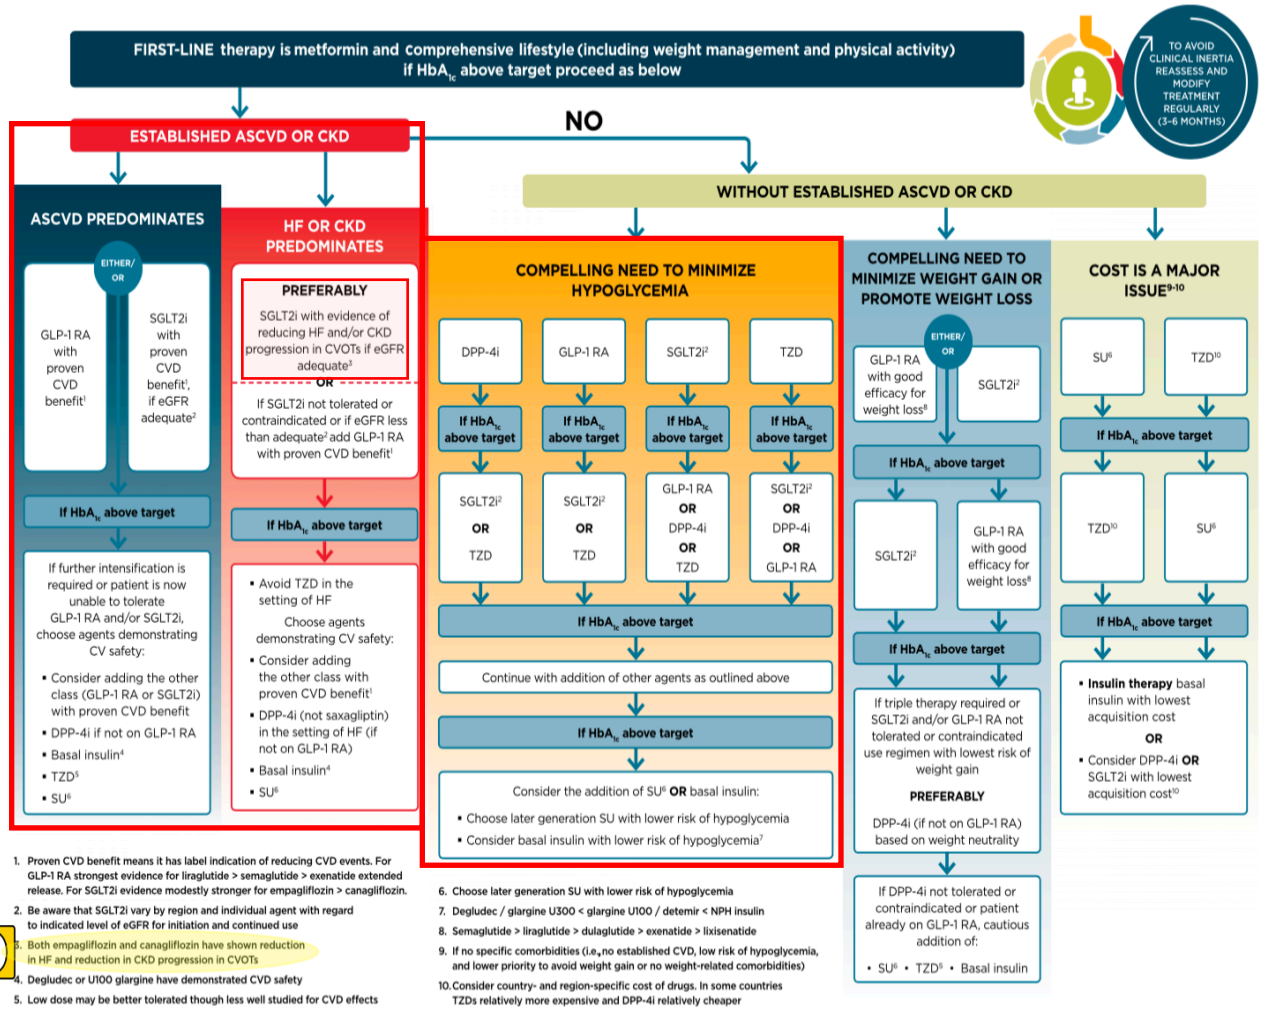 FIRST-LINE therapy is metformin and comprehensive lifestyle (including weight management and physical activity)
if HbA1c above target proceed as below
TO AVOID
CLINICAL INERTIA
REASSESS AND
MODIFY
TREATMENT
REGULARLY
(3–6 MONTHS)
NO
ESTABLISHED ASCVD OR CKD
WITHOUT ESTABLISHED ASCVD OR CKD
ASCVD PREDOMINATES
EITHER/
OR
GLP-1 RA
with
proven
CVD
benefit¹
SGLT2i
with
proven
CVD
benefit¹,
if eGFR
adequate²
If HbA1c above target
If further intensification is
required or patient is now
unable to tolerate
GLP-1 RA and/or SGLT2i,
choose agents demonstrating
CV safety:
▪ Consider adding the other
class (GLP-1 RA or SGLT2i)
with proven CVD benefit
▪ DPP-4i if not on GLP-1 RA
▪ Basal insulin⁴
▪ TZD⁵
▪ SU⁶
HF OR CKD
PREDOMINATES
PREFERABLY
SGLT2i with evidence of
reducing HF and/or CKD
progression in CVOTs if eGFR
adequate³
OR
If SGLT2i not tolerated or
contraindicated or if eGFR less
than adequate² add GLP-1 RA
with proven CVD benefit¹
If HbA1c above target
▪ Avoid TZD in the
setting of HF
Choose agents
demonstrating CV safety:
▪ Consider adding
the other class with
proven CVD benefit¹
▪ DPP-4i (not saxagliptin)
in the setting of HF (if
not on GLP-1 RA)
▪ Basal insulin⁴
▪ SU⁶
COMPELLING NEED TO MINIMIZE
HYPOGLYCEMIA
DPP-4i
GLP-1 RA
SGLT2i²
TZD
If HbA1c
above target
If HbA1c
above target
If HbA1c
above target
If HbA1c
above target
SGLT2i²
OR
TZD
SGLT2i²
OR
TZD
GLP-1 RA
OR
DPP-4i
OR
TZD
SGLT2i²
OR
DPP-4i
OR
GLP-1 RA
If HbA1c above target
Continue with addition of other agents as outlined above
If HbA1c above target
Consider the addition of SU⁶ OR basal insulin:
▪ Choose later generation SU with lower risk of hypoglycemia
▪ Consider basal insulin with lower risk of hypoglycemia⁷
COMPELLING NEED TO
MINIMIZE WEIGHT GAIN OR
PROMOTE WEIGHT LOSS
EITHER/
OR
GLP-1 RA
with good
efficacy for
weight loss⁸
SGLT2i²
If HbA1c above target
SGLT2i²
GLP-1 RA
with good
efficacy for
weight loss⁸
If HbA1c above target
If triple therapy required or
SGLT2i and/or GLP-1 RA not
tolerated or contraindicated
use regimen with lowest risk of
weight gain
PREFERABLY
DPP-4i (if not on GLP-1 RA)
based on weight neutrality
If DPP-4i not tolerated or
contraindicated or patient
already on GLP-1 RA, cautious
addition of:
• SU⁶ • TZD⁵ • Basal insulin
COST IS A MAJOR
ISSUE⁹⁻¹⁰
SU⁶
TZD¹⁰
If HbA1c above target
TZD¹⁰
SU⁶
If HbA1c above target
▪ Insulin therapy basal
insulin with lowest
acquisition cost
OR
▪ Consider DPP-4i OR
SGLT2i with lowest
acquisition cost¹⁰
1. Proven CVD benefit means it has label indication of reducing CVD events. For
GLP-1 RA strongest evidence for liraglutide > semaglutide > exenatide extended
release. For SGLT2i evidence modestly stronger for empagliflozin > canagliflozin.
2. Be aware that SGLT2i vary by region and individual agent with regard
to indicated level of eGFR for initiation and continued use
3. Both empagliflozin and canagliflozin have shown reduction
in HF and reduction in CKD progression in CVOTs
4. Degludec or U100 glargine have demonstrated CVD safety
5. Low dose may be better tolerated though less well studied for CVD effects
6. Choose later generation SU with lower risk of hypoglycemia
7. Degludec / glargine U300 < glargine U100 / detemir < NPH insulin
8. Semaglutide > liraglutide > dulaglutide > exenatide > lixisenatide
9. If no specific comorbidities (i.e., no established CVD, low risk of hypoglycemia,
and lower priority to avoid weight gain or no weight-related comorbidities)
10. Consider country- and region-specific cost of drugs. In some countries
TZDs relatively more expensive and DPP-4i relatively cheaper